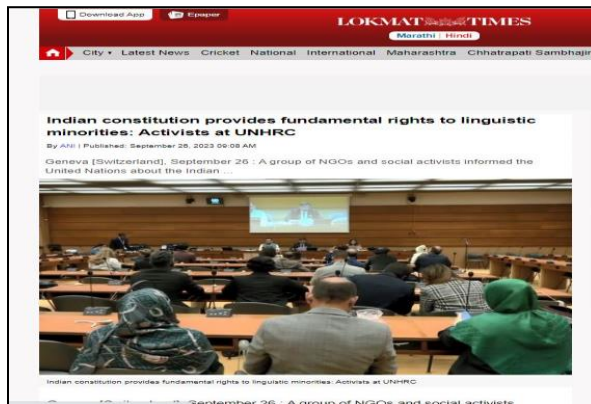 Download App Epaper
LOKMAT TIMES
Marathi | Hindi
City Latest News Cricket National International Maharashtra Chhatrapati Sambhajin
Indian constitution provides fundamental rights to linguistic
minorities: Activists at UNHRC
By ANI | Published: September 26, 2023 09:08 AM
Geneva [Switzerland], September 26 : A group of NGOs and social activists informed the
United Nations about the Indian ...
Indian constitution provides fundamental rights to linguistic minorities: Activists at UNHRC
September 26 : A group of NGOs and social activists